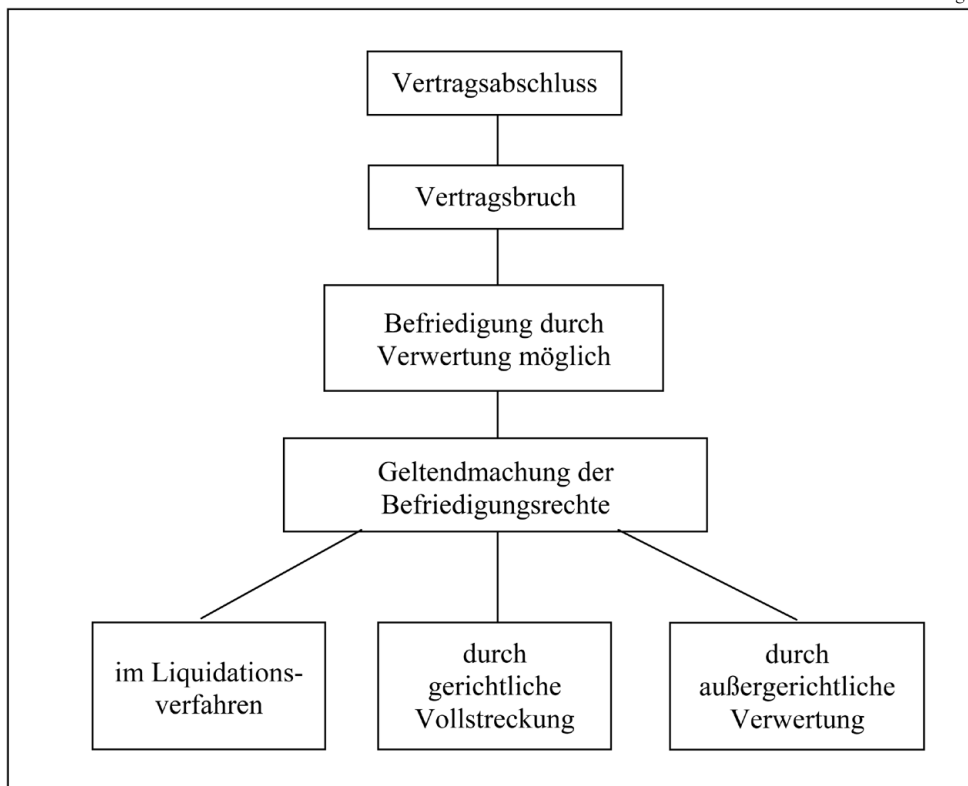 Vertragsabschluss
Vertragsbruch
Befriedigung durch
Verwertung möglich
Geltendmachung der
Befriedigungsrechte
im Liquidations-
verfahren
durch
gerichtliche
Vollstreckung
durch
außergerichtliche
Verwertung